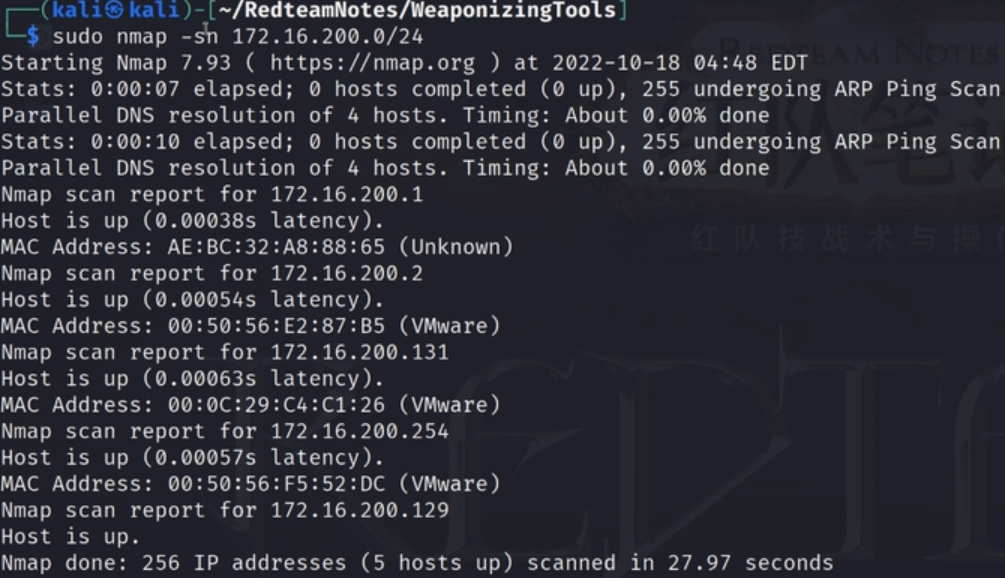 (kali㉿kali)-[~/RedteamNotes/WeaponizingTools]
$ sudo nmap -sn 172.16.200.0/24
Starting Nmap 7.93 ( https://nmap.org ) at 2022-10-18 04:48 EDT
Stats: 0:00:07 elapsed; 0 hosts completed (0 up), 255 undergoing ARP Ping Scan
Parallel DNS resolution of 4 hosts. Timing: About 0.00% done
Stats: 0:00:10 elapsed; 0 hosts completed (0 up), 255 undergoing ARP Ping Scan
Parallel DNS resolution of 4 hosts. Timing: About 0.00% done
Nmap scan report for 172.16.200.1
Host is up (0.00038s latency).
MAC Address: AE:BC:32:A8:88:65 (Unknown)
Nmap scan report for 172.16.200.2
Host is up (0.00054s latency).
MAC Address: 00:50:56:E2:87:B5 (VMware)
Nmap scan report for 172.16.200.131
Host is up (0.00063s latency).
MAC Address: 00:0C:29:C4:C1:26 (VMware)
Nmap scan report for 172.16.200.254
Host is up (0.00057s latency).
MAC Address: 00:50:56:F5:52:DC (VMware)
Nmap scan report for 172.16.200.129
Host is up.
Nmap done: 256 IP addresses (5 hosts up) scanned in 27.97 seconds
REDTEAM NOTES
红队笔
红队技战术与操